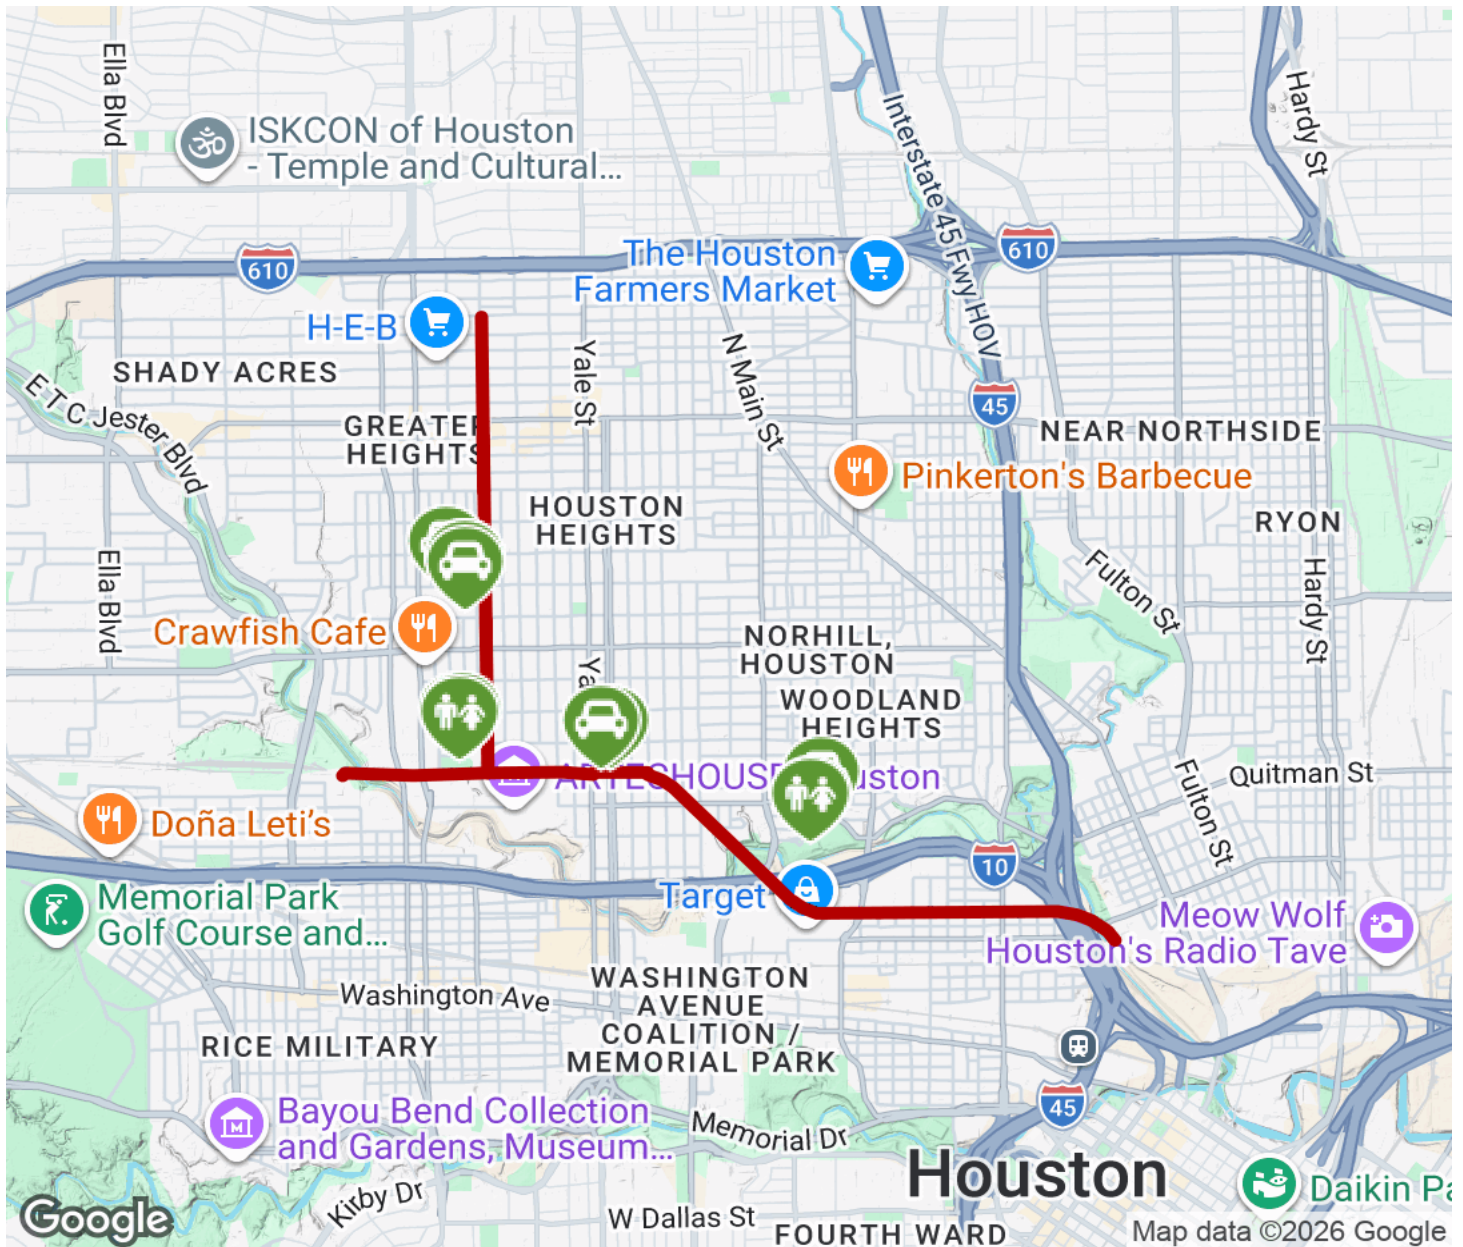 Ella Blvd
Hardy St
Interstate 45 Fwy HOV
ISKCON of Houston
- Temple and Cultural...
610
610
The Houston
Farmers Market
H-E-B
SHADY ACRES
Yale St
N Main St
E T C Jester Blvd
45
GREATER
HEIGHTS
NEAR NORTHSIDE
Pinkerton's Barbecue
HOUSTON
HEIGHTS
RYON
Ella Blvd
Fulton St
Hardy St
Crawfish Cafe
NORHILL,
HOUSTON
Ya
WOODLAND
HEIGHTS
ARTECHOUSE Houston
Quitman St
Fulton St
Doña Leti's
10
Target
Memorial Park
Golf Course and...
Meow Wolf
Houston's Radio Tave
Washington Ave
WASHINGTON
AVENUE
COALITION /
MEMORIAL PARK
RICE MILITARY
45
Bayou Bend Collection
and Gardens, Museum...
Memorial Dr
Houston
Kirby Dr
Daikin Pa
Google
W Dallas St
FOURTH WARD
Map data ©2026 Google